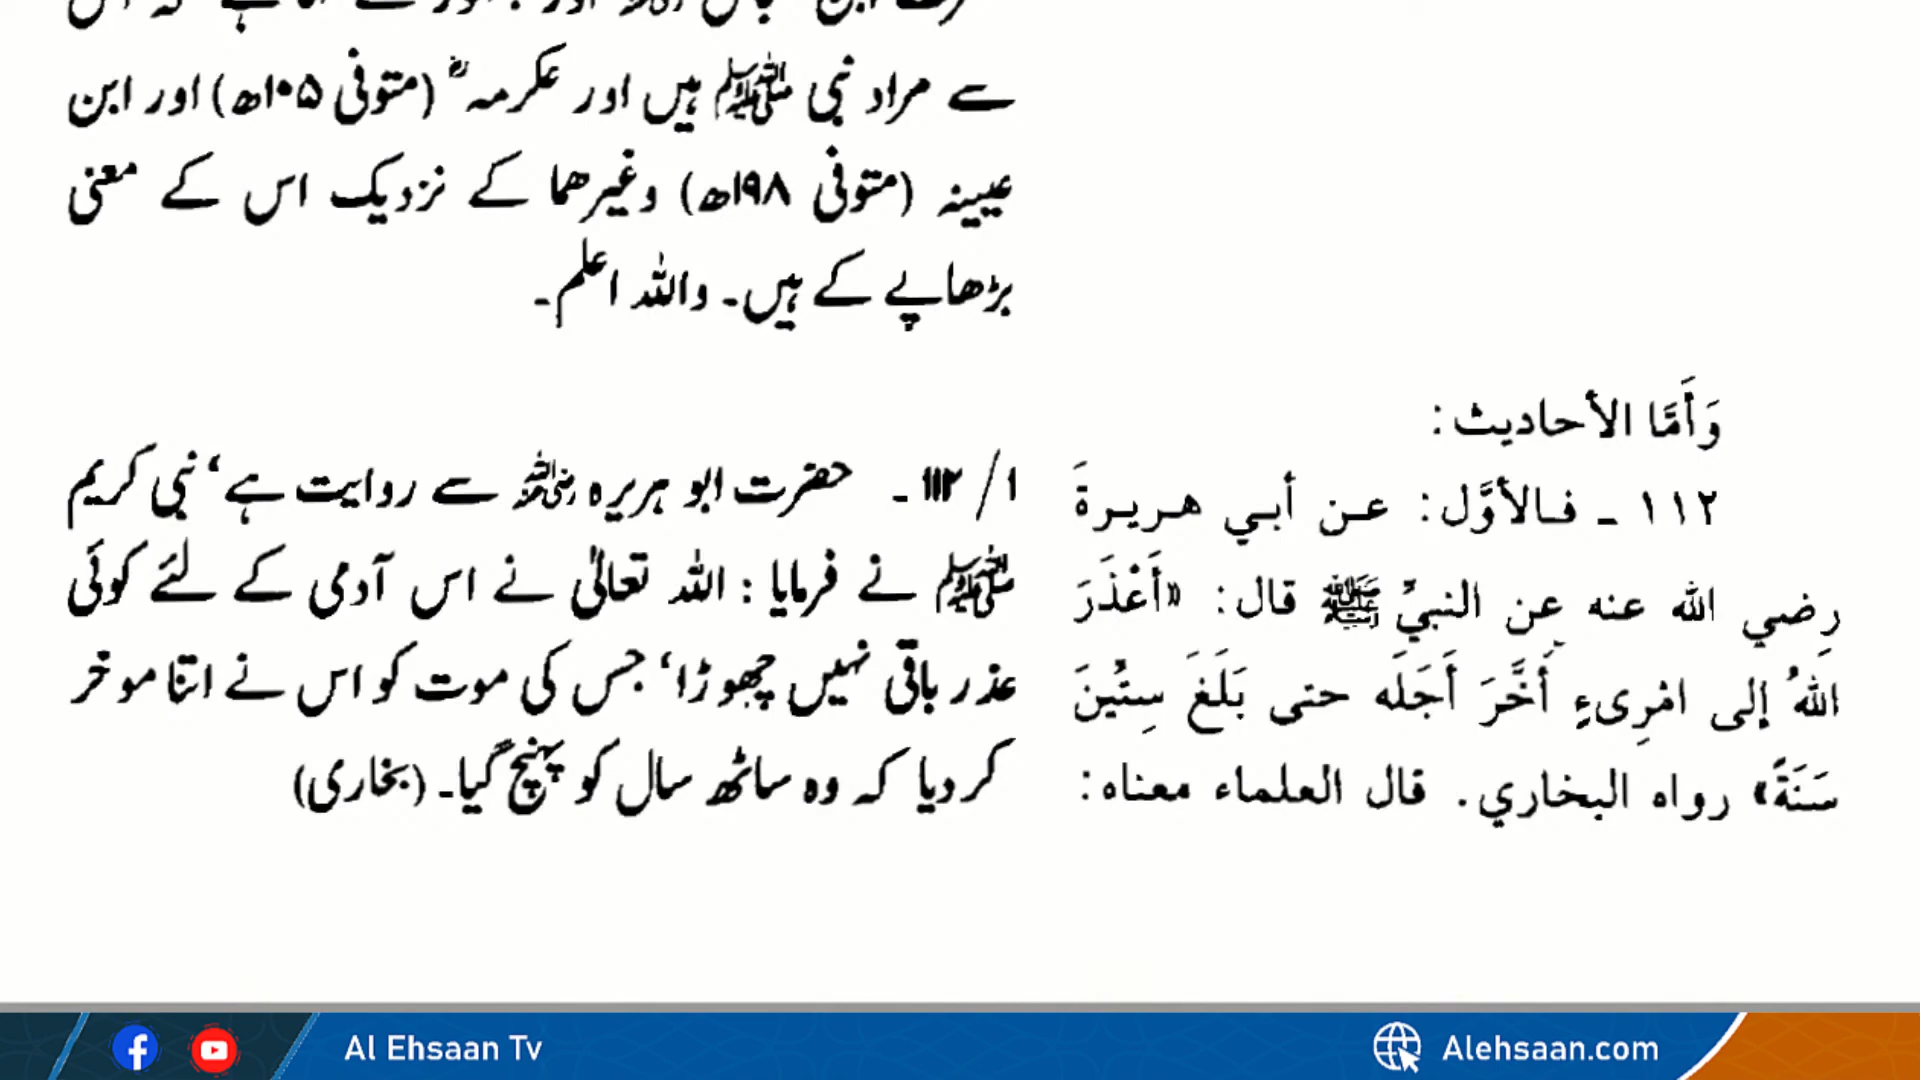 سے مراد نبی ﷺ ہیں اور عکرمہؒ (متوفی ۱۰۵ھ) اور ابن
عیینہ (متوفی ۱۹۸ھ) وغیرھما کے نزدیک اس کے معنی
بڑھاپے کے ہیں۔ واللہ اعلم۔
وَأَمَّا الأحاديث:
١١٢ ـ فـالأوَّل: عـن أبـي هـريـرةَ
رضي الله عنه عن النبيِّ ﷺ قال: «أَعْذَرَ
اللهُ إلى امْرِىءٍ أَخَّرَ أَجَلَه حتى بَلَغَ سِتِّينَ
سَنَةً» رواه البخاري. قال العلماء معناه:
۱/ ۱۱۲ ۔ حضرت ابو ہریرہ رضی اللہ عنہ سے روایت ہے، نبی کریم
ﷺ نے فرمایا : اللہ تعالیٰ نے اس آدمی کے لئے کوئی
عذر باقی نہیں چھوڑا، جس کی موت کو اس نے اتنا موخر
کر دیا کہ وہ ساٹھ سال کو پہنچ گیا۔ (بخاری)
Al Ehsaan Tv
Alehsaan.com